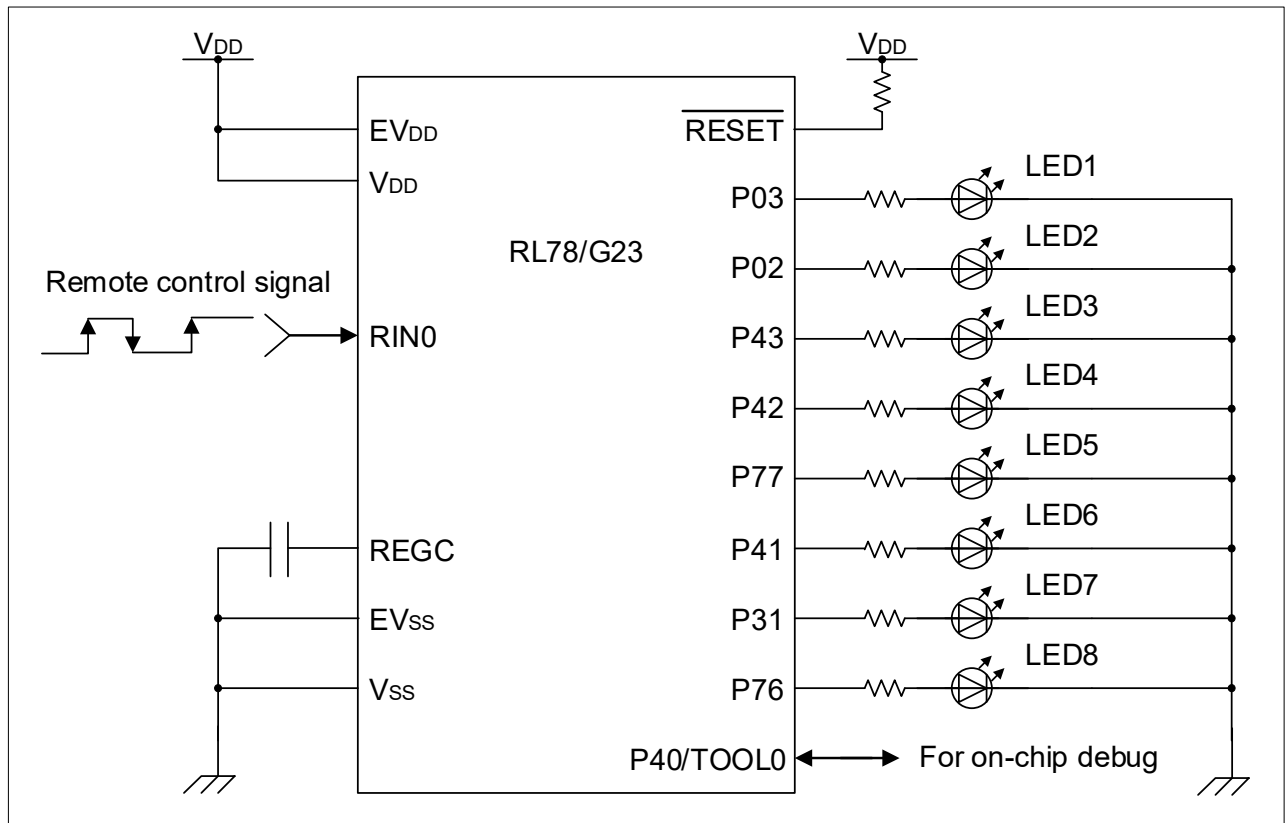 VDD
VDD
EVDD
RESET
VDD
P03
LED1
RL78/G23
P02
LED2
Remote control signal
RIN0
P43
LED3
P42
LED4
P77
LED5
REGC
P41
LED6
EVSS
P31
LED7
VSS
P76
LED8
P40/TOOL0
For on-chip debug